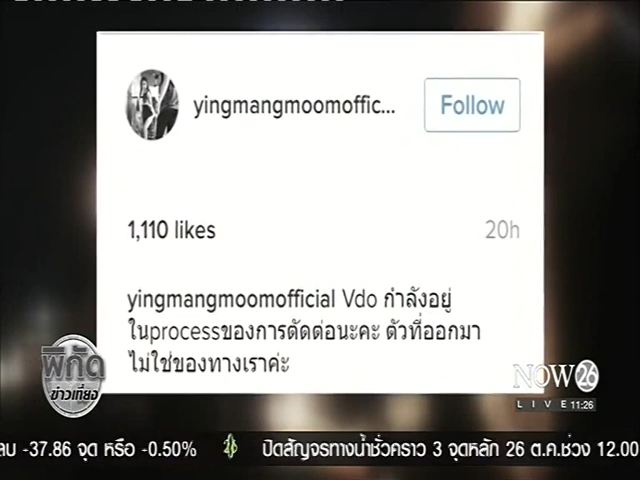 yingmangmoomoffic...
Follow
1,110 likes
20h
yingmangmoomofficial Vdo กำลังอยู่
ในprocessของการตัดต่อนะคะ ตัวที่ออกมา
ไม่ใช่ของทางเราค่ะ
พิกัด
ข่าวเที่ยง
NOW26
LIVE 11:26
ลบ -37.86 จุด หรือ -0.50%
ปิดสัญจรทางน้ำชั่วคราว 3 จุดหลัก 26 ต.ค.ช่วง 12.00